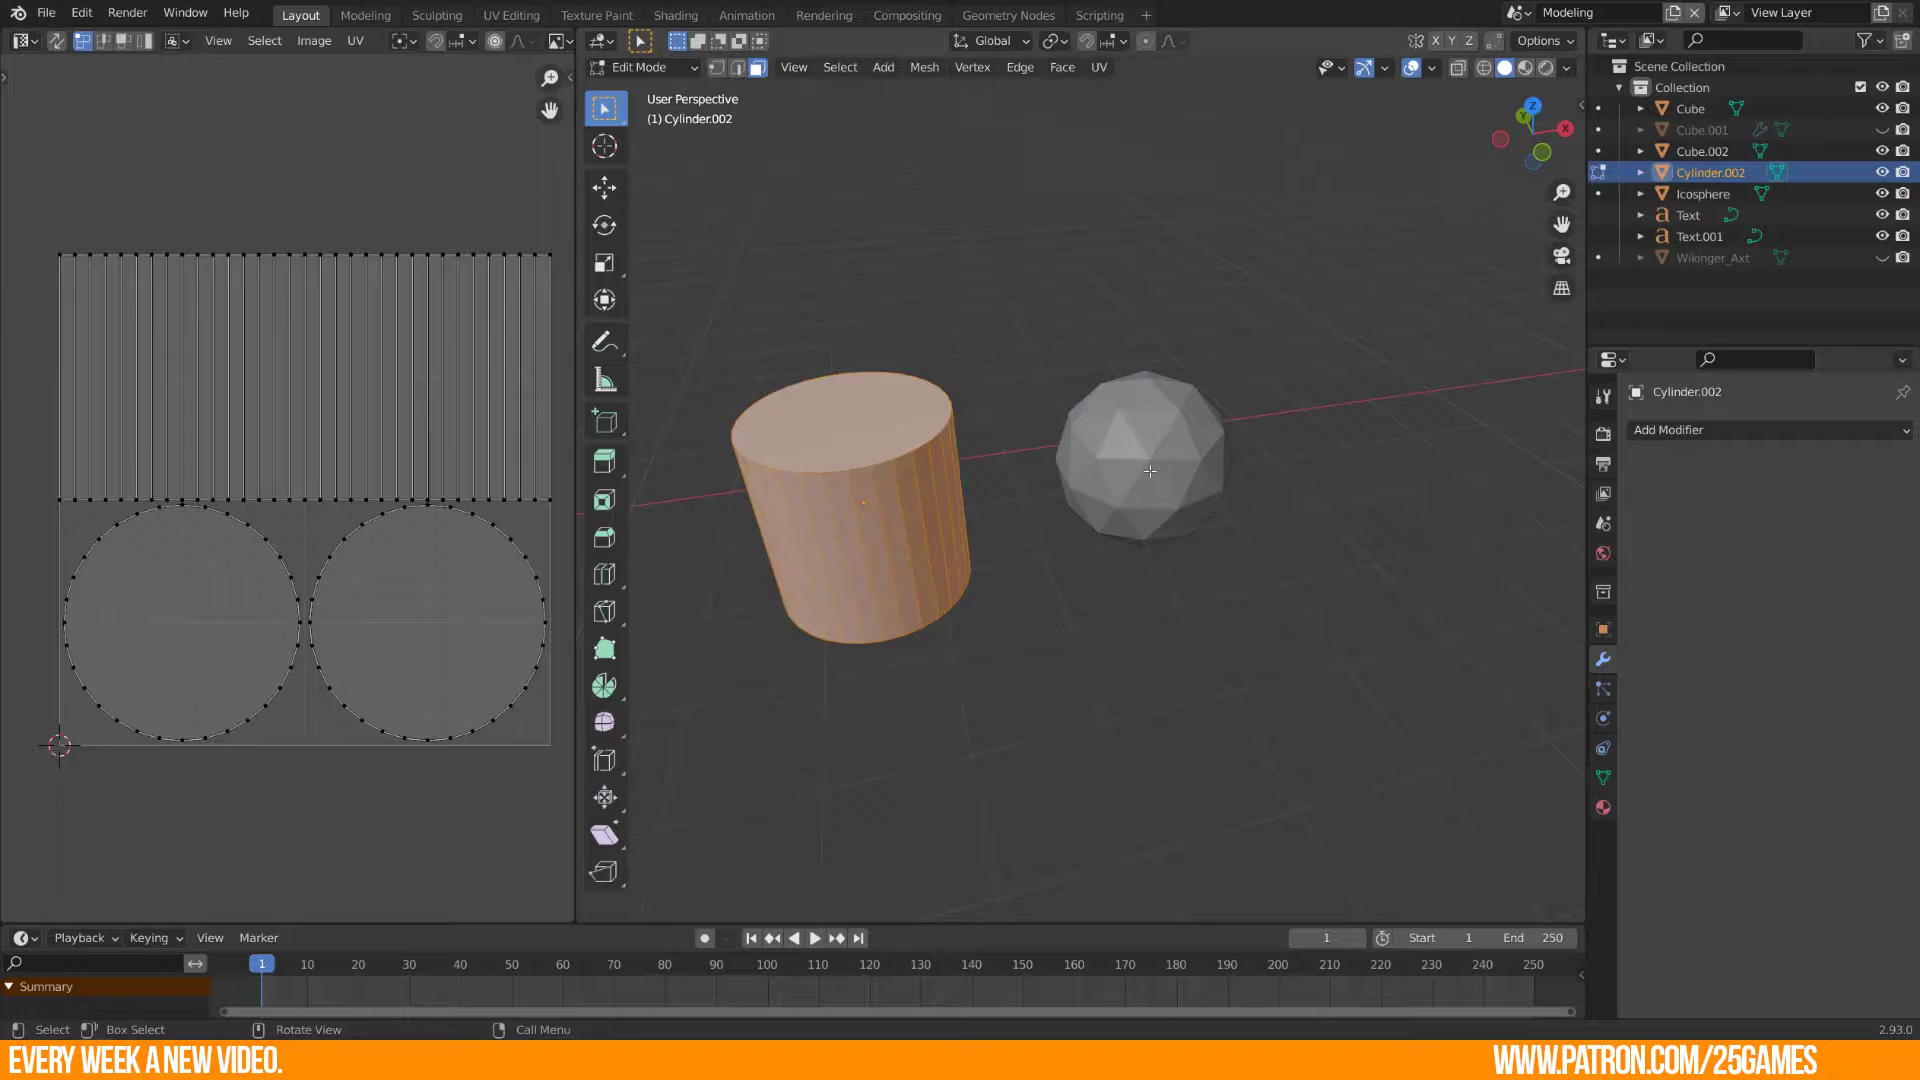 File Edit Render Window Help Layout Modeling Sculpting UV Editing Texture Paint Shading Animation Rendering Compositing Geometry Nodes Scripting + Modeling View Layer
View Select Image UV Global X Y Z Options
Edit Mode View Select Add Mesh Vertex Edge Face UV
User Perspective
(1) Cylinder.002
Z
Y
X
Scene Collection
Collection
Cube
Cube.001
Cube.002
Cylinder.002
Icosphere
Text
Text.001
Wikinger_Axt
Cylinder.002
Add Modifier
Playback Keying View Marker 1 Start 1 End 250
1 10 20 30 40 50 60 70 80 90 100 110 120 130 140 150 160 170 180 190 200 210 220 230 240 250
Summary
Select Box Select Rotate View Call Menu 2.93.0
EVERY WEEK A NEW VIDEO. WWW.PATRON.COM/25GAMES